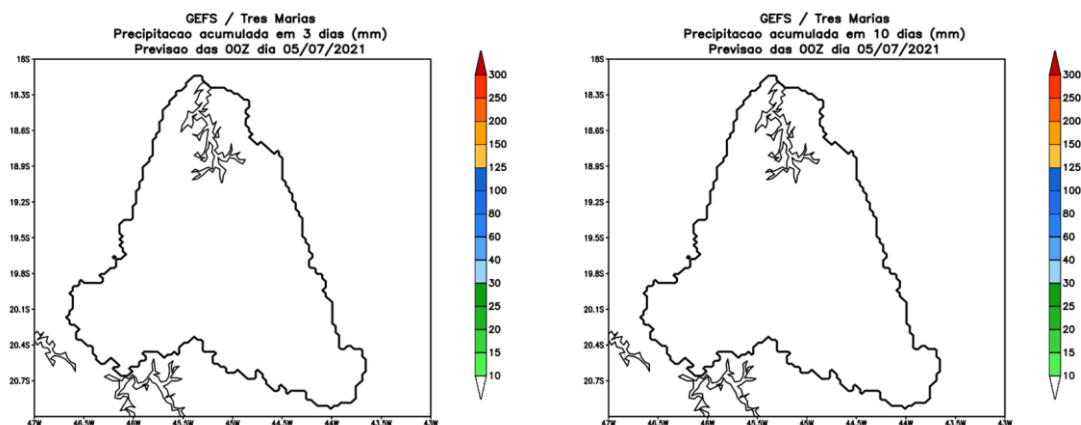 GEFS / Tres Marias
Precipitacao acumulada em 3 dias (mm)
Previsao das 00Z dia 05/07/2021
18S
18.3S
18.6S
18.9S
19.2S
19.5S
19.8S
20.1S
20.4S
20.7S
47W 46.5W 46W 45.5W 45W 44.5W 44W 43.5W 43W
300
250
200
150
125
100
80
60
40
30
25
20
15
10
GEFS / Tres Marias
Precipitacao acumulada em 10 dias (mm)
Previsao das 00Z dia 05/07/2021
18S
18.3S
18.6S
18.9S
19.2S
19.5S
19.8S
20.1S
20.4S
20.7S
47W 46.5W 46W 45.5W 45W 44.5W 44W 43.5W 43W
300
250
200
150
125
100
80
60
40
30
25
20
15
10